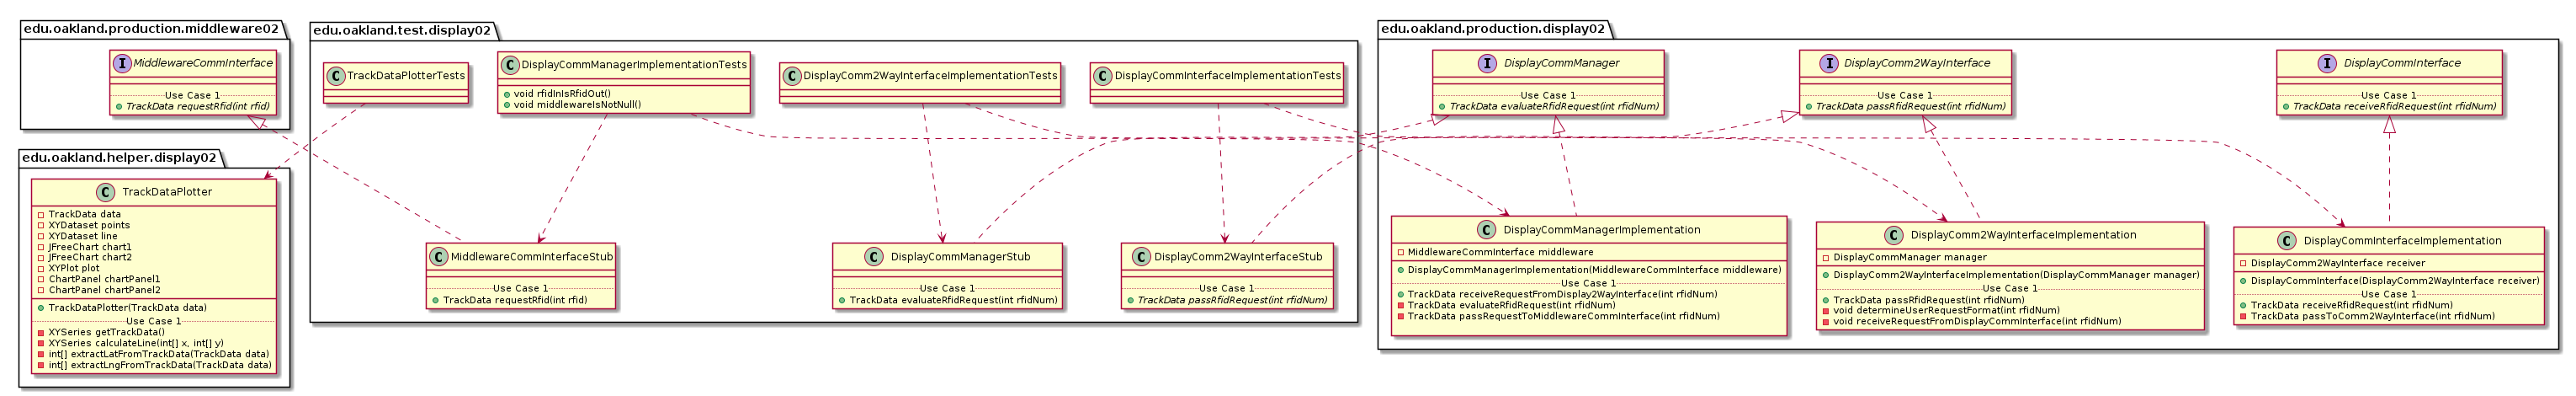 edu.oakland.production.middleware02
I MiddlewareCommInterface
Use Case 1
TrackData requestRfid(int rfid)
edu.oakland.helper.display02
C TrackDataPlotter
TrackData data
XYDataset points
XYDataset line
JFreeChart chart1
JFreeChart chart2
XYPlot plot
ChartPanel chartPanel1
ChartPanel chartPanel2
TrackDataPlotter(TrackData data)
Use Case 1
XYSeries getTrackData()
XYSeries calculateLine(int[] x, int[] y)
int[] extractLatFromTrackData(TrackData data)
int[] extractLngFromTrackData(TrackData data)
edu.oakland.test.display02
C TrackDataPlotterTests
C DisplayCommManagerImplementationTests
void rfidInIsRfidOut()
void middlewareIsNotNull()
C DisplayComm2WayInterfaceImplementationTests
C DisplayCommInterfaceImplementationTests
C MiddlewareCommInterfaceStub
Use Case 1
TrackData requestRfid(int rfid)
C DisplayCommManagerStub
Use Case 1
TrackData evaluateRfidRequest(int rfidNum)
C DisplayComm2WayInterfaceStub
Use Case 1
TrackData passRfidRequest(int rfidNum)
edu.oakland.production.display02
I DisplayCommManager
Use Case 1
TrackData evaluateRfidRequest(int rfidNum)
I DisplayComm2WayInterface
Use Case 1
TrackData passRfidRequest(int rfidNum)
I DisplayCommInterface
Use Case 1
TrackData receiveRfidRequest(int rfidNum)
C DisplayCommManagerImplementation
MiddlewareCommInterface middleware
DisplayCommManagerImplementation(MiddlewareCommInterface middleware)
Use Case 1
TrackData receiveRequestFromDisplay2WayInterface(int rfidNum)
TrackData evaluateRfidRequest(int rfidNum)
TrackData passRequestToMiddlewareCommInterface(int rfidNum)
C DisplayComm2WayInterfaceImplementation
DisplayCommManager manager
DisplayComm2WayInterfaceImplementation(DisplayCommManager manager)
Use Case 1
TrackData passRfidRequest(int rfidNum)
void determineUserRequestFormat(int rfidNum)
void receiveRequestFromDisplayCommInterface(int rfidNum)
C DisplayCommInterfaceImplementation
DisplayComm2WayInterface receiver
DisplayCommInterface(DisplayComm2WayInterface receiver)
Use Case 1
TrackData receiveRfidRequest(int rfidNum)
TrackData passToComm2WayInterface(int rfidNum)